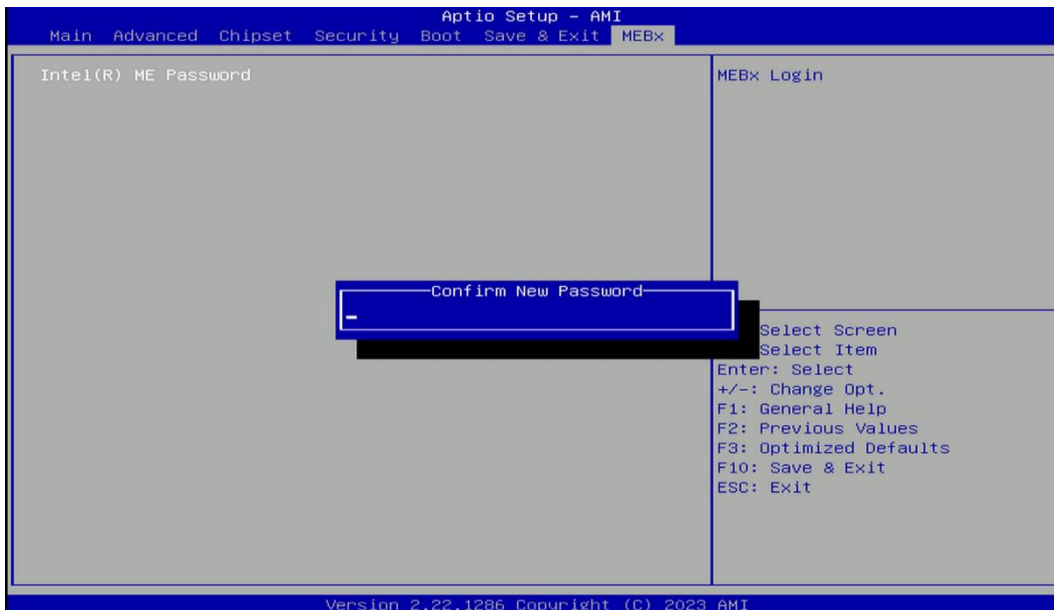 Aptio Setup – AMI
Main Advanced Chipset Security Boot Save & Exit MEBx
Intel(R) ME Password
MEBx Login
Confirm New Password
Select Screen
Select Item
Enter: Select
+/-: Change Opt.
F1: General Help
F2: Previous Values
F3: Optimized Defaults
F10: Save & Exit
ESC: Exit
Version 2.22.1286 Copyright (C) 2023 AMI